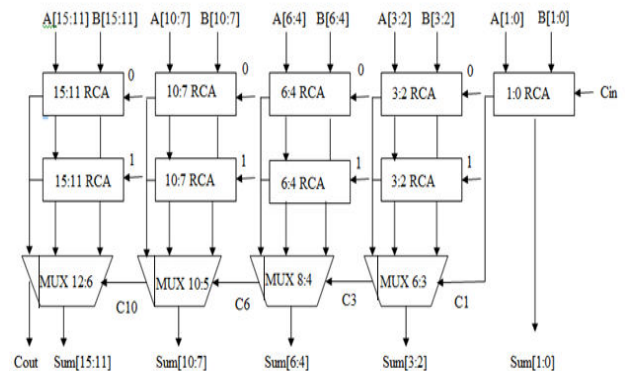 A[15:11] B[15:11] A[10:7] B[10:7] A[6:4] B[6:4] A[3:2] B[3:2] A[1:0] B[1:0]
0 0 0 0
15:11 RCA 10:7 RCA 6:4 RCA 3:2 RCA 1:0 RCA Cin
1 1 1 1
15:11 RCA 10:7 RCA 6:4 RCA 3:2 RCA
MUX 12:6 MUX 10:5 MUX 8:4 MUX 6:3
C10 C6 C3 C1
Cout Sum[15:11] Sum[10:7] Sum[6:4] Sum[3:2] Sum[1:0]